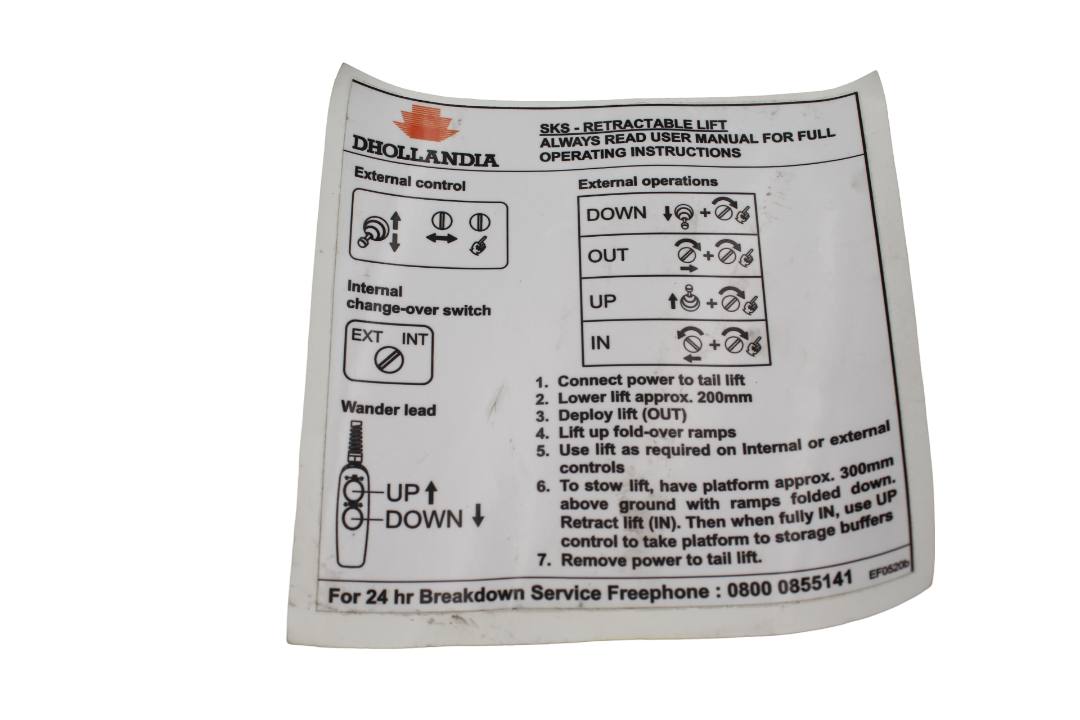 DHOLLANDIA
SKS - RETRACTABLE LIFT
ALWAYS READ USER MANUAL FOR FULL
OPERATING INSTRUCTIONS
External control
Internal
change-over switch
EXT INT
Wander lead
UP
DOWN
External operations
DOWN +
OUT +
UP +
IN +
1. Connect power to tail lift
2. Lower lift approx. 200mm
3. Deploy lift (OUT)
4. Lift up fold-over ramps
5. Use lift as required on Internal or external
controls
6. To stow lift, have platform approx. 300mm
above ground with ramps folded down.
Retract lift (IN). Then when fully IN, use UP
control to take platform to storage buffers
7. Remove power to tail lift.
For 24 hr Breakdown Service Freephone : 0800 0855141
EF0520b